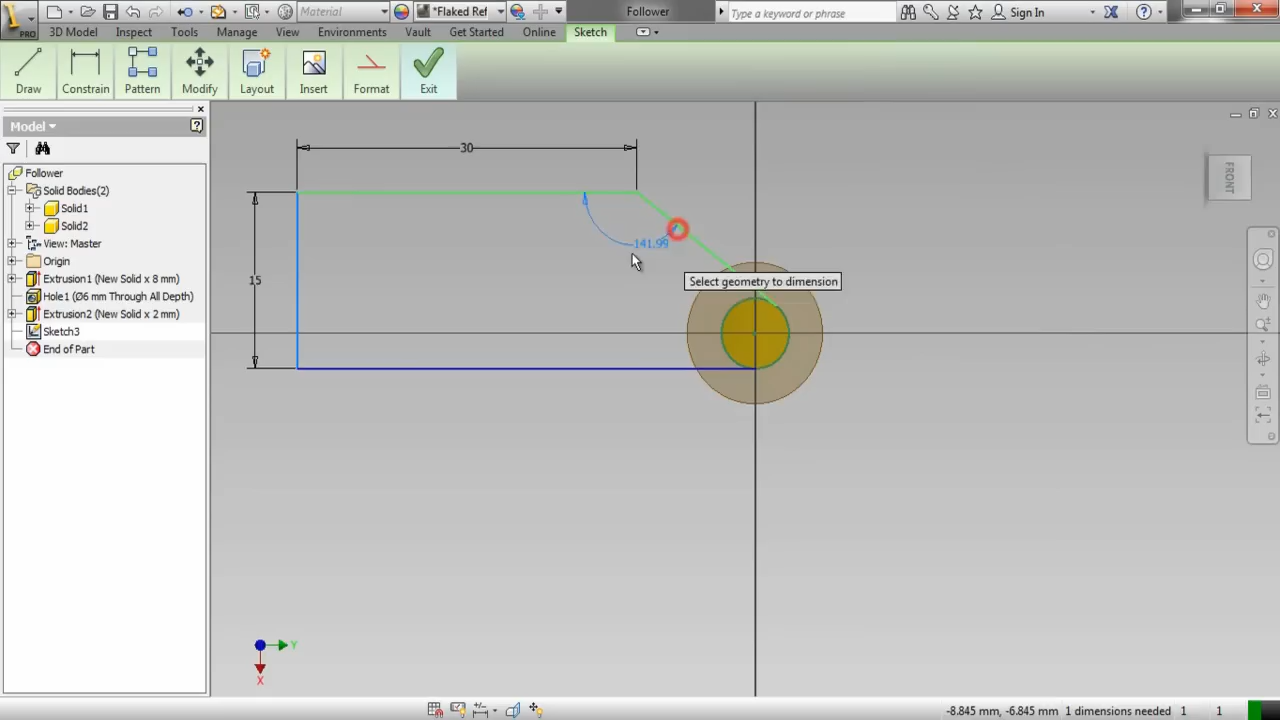 Material
*Flaked Ref
Follower
Type a keyword or phrase
Sign In
PRO
3D Model
Inspect
Tools
Manage
View
Environments
Vault
Get Started
Online
Sketch
Draw
Constrain
Pattern
Modify
Layout
Insert
Format
Exit
Model
Follower
Solid Bodies(2)
Solid1
Solid2
View: Master
Origin
Extrusion1 (New Solid x 8 mm)
Hole1 (Ø6 mm Through All Depth)
Extrusion2 (New Solid x 2 mm)
Sketch3
End of Part
30
FRONT
141.99
15
Select geometry to dimension
Y
X
-8.845 mm, -6.845 mm 1 dimensions needed 1 1